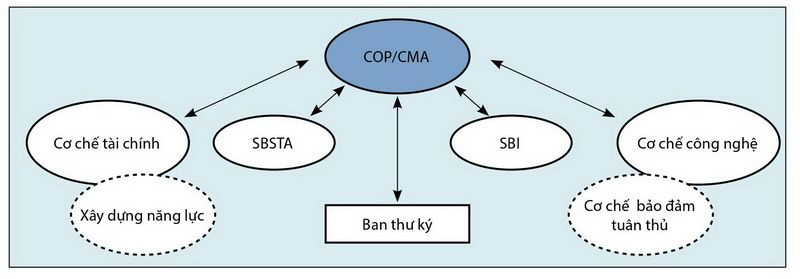 COP/CMA
Cơ chế tài chính
SBSTA
SBI
Cơ chế công nghệ
Xây dựng năng lực
Ban thư ký
Cơ chế bảo đảm
tuân thủ